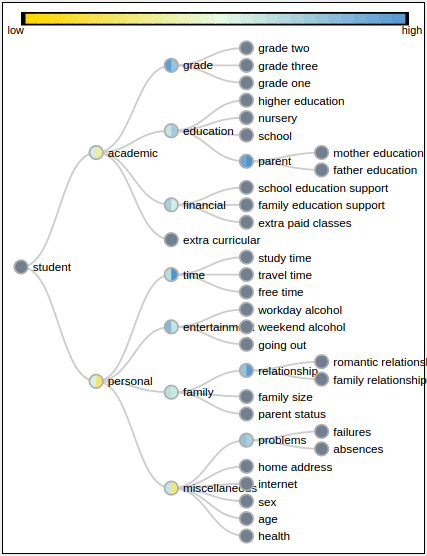 low
high
grade two
grade
grade three
grade one
higher education
nursery
education
school
academic
mother education
parent
father education
school education support
financial
family education support
extra paid classes
extra curricular
student
study time
time
travel time
free time
workday alcohol
weekend alcohol
going out
romantic
relationship
family relationship
personal
family
family size
parent status
failures
problems
absences
home address
internet
sex
age
health